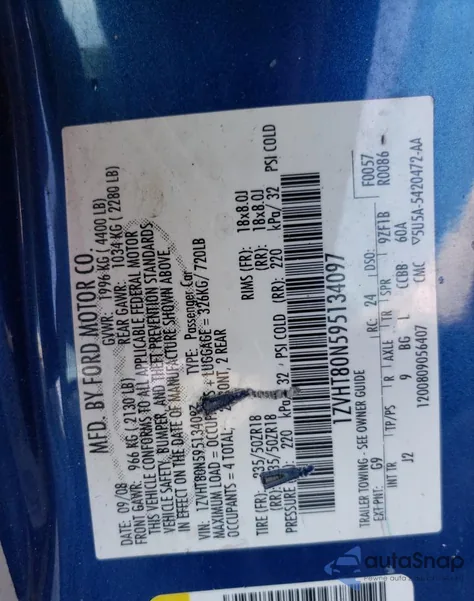 MFD. BY FORD MOTOR CO.
DATE: 09/08 GVWR: 1996 KG ( 4400 LB)
FRONT GAWR: 966 KG ( 2130 LB) REAR GAWR: 1034 KG ( 2280 LB)
THIS VEHICLE CONFORMS TO ALL APPLICABLE FEDERAL MOTOR
VEHICLE SAFETY, BUMPER, AND THEFT PREVENTION STANDARDS
IN EFFECT ON THE DATE OF MANUFACTURE SHOWN ABOVE.
VIN: 1ZVHT80N595134097 TYPE: Passenger Car
MAXIMUM LOAD = OCCUPANTS + LUGGAGE = 326KG/ 720LB
OCCUPANTS = 4 TOTAL, FRONT, 2 REAR
TIRE (FR): 235/50ZR18 RIMS (FR): 18x8.0J
(RR): 235/50ZR18 (RR): 18x8.0J
PRESSURE (FR): 220 kPa/ 32 PSI COLD (RR): 220 kPa/ 32 PSI COLD
1ZVHT80N595134097
TRAILER TOWING - SEE OWNER GUIDE F0057
EXT PNT: G9 RC: 24 DSO: R0086
INT TR TP/PS R AXLE TR SPR 9ZF1B
J2 9 BG L CCBB 60A
1200809056407 CMC ▽5U5A-5420472-AA
autoSnap